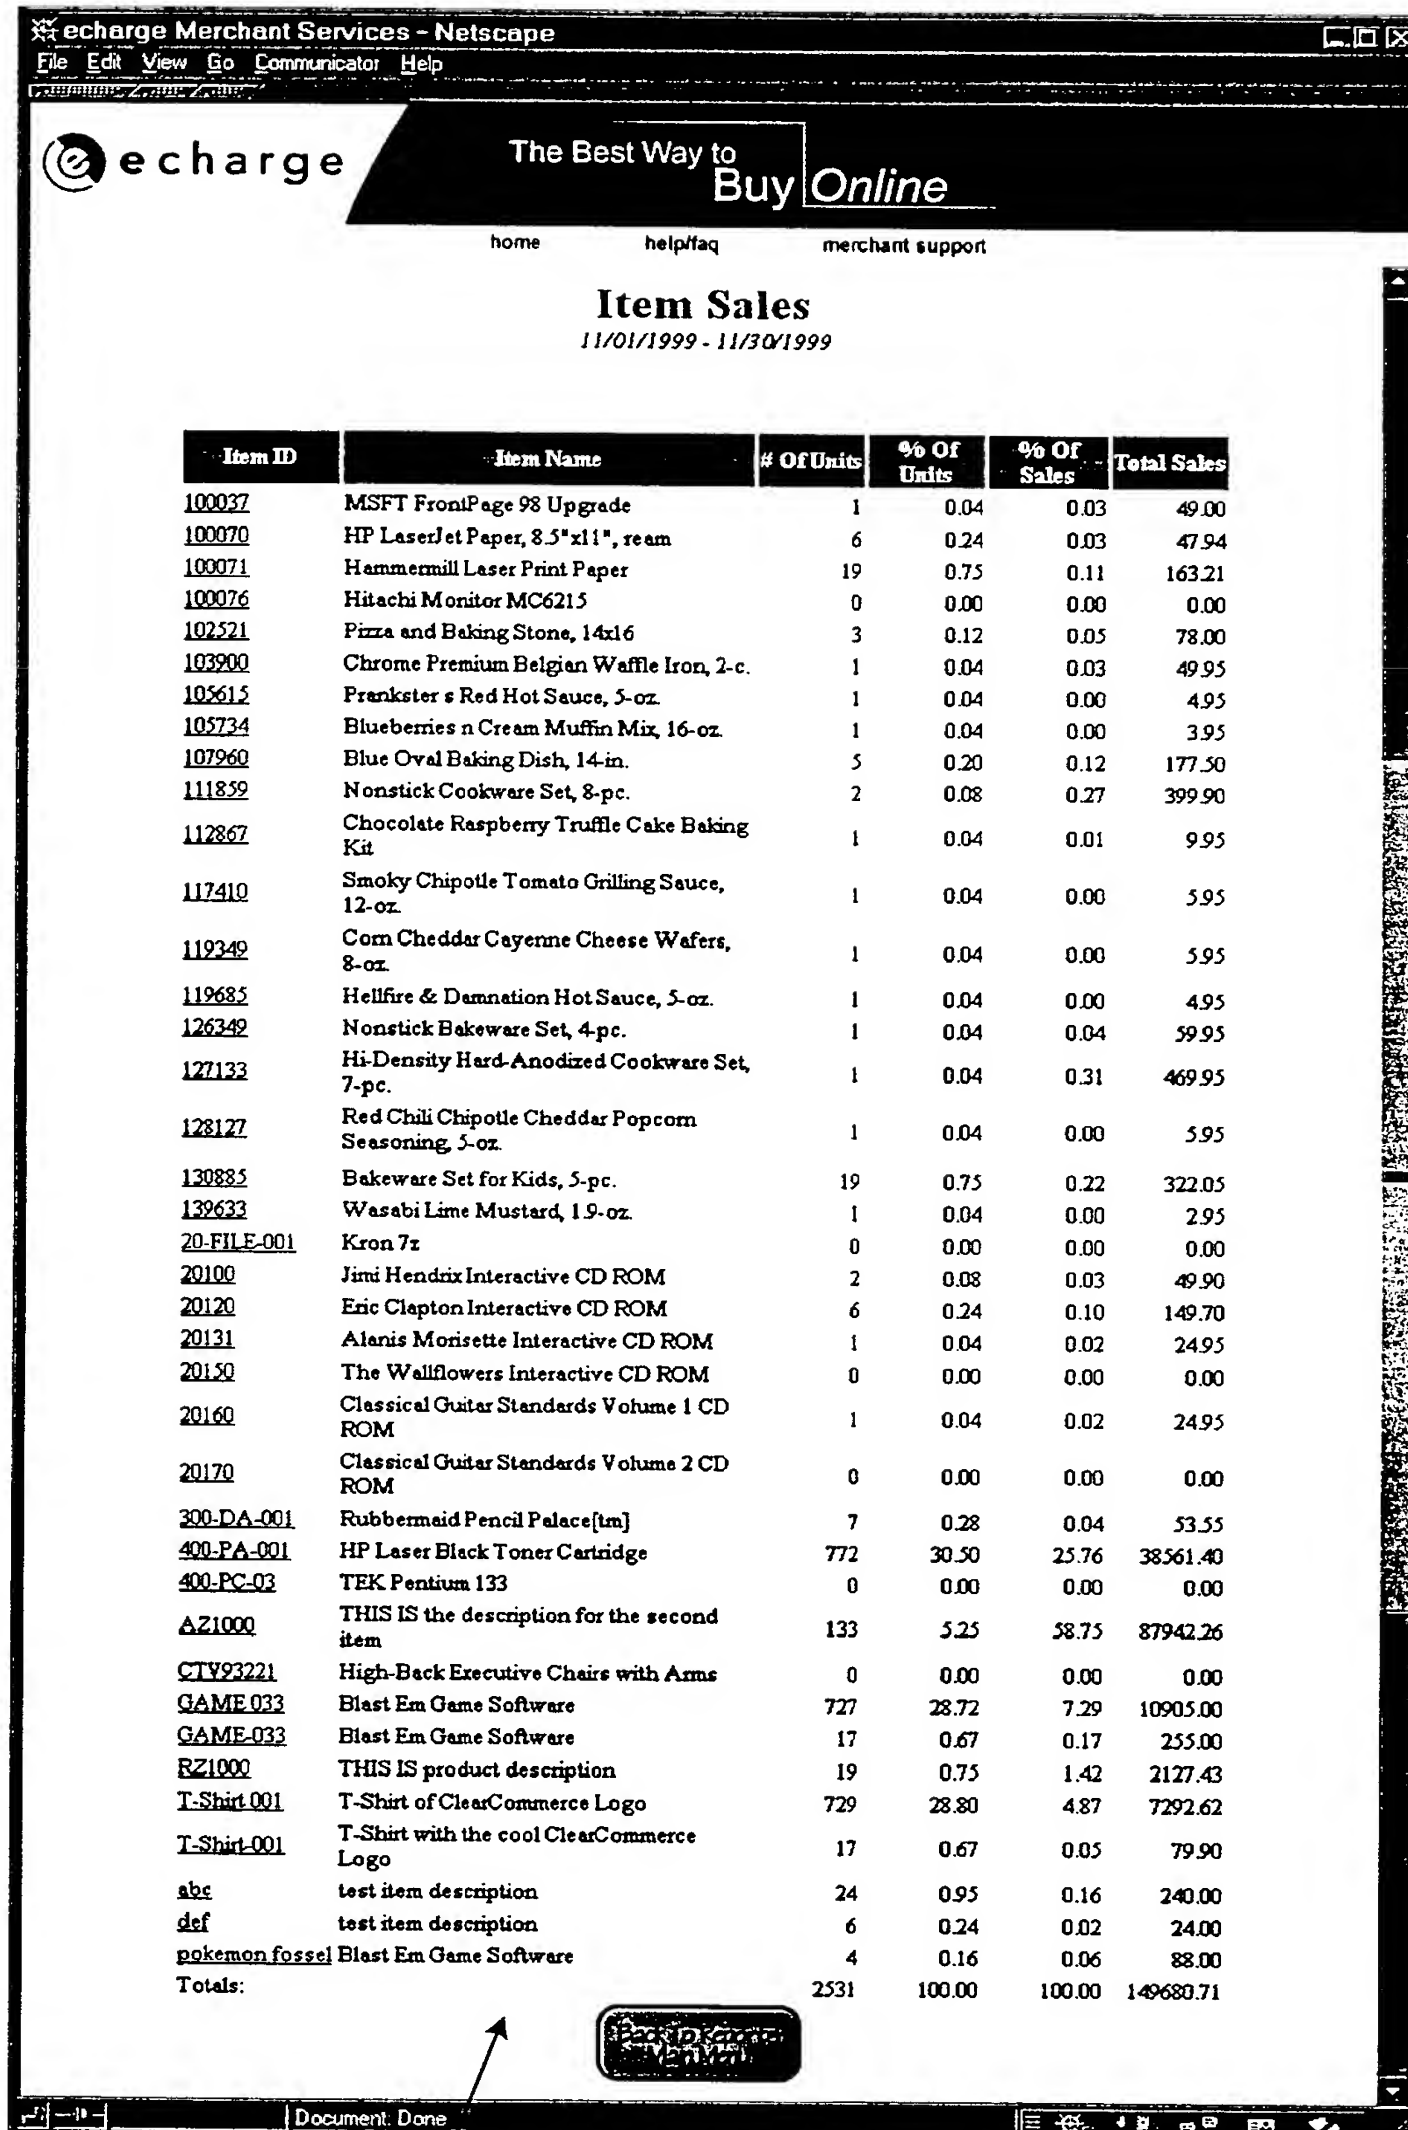 echarge Merchant Services - Netscape
File Edit View Go Communicator Help
echarge
The Best Way to
Buy Online
home help/faq merchant support
Item Sales
11/01/1999 - 11/30/1999
Item ID Item Name # Of Units % Of Units % Of Sales Total Sales
100037 MSFT FrontPage 98 Upgrade 1 0.04 0.03 49.00
100070 HP LaserJet Paper, 8.5"x11", ream 6 0.24 0.03 47.94
100071 Hammermill Laser Print Paper 19 0.75 0.11 163.21
100076 Hitachi Monitor MC6215 0 0.00 0.00 0.00
102521 Pizza and Baking Stone, 14x16 3 0.12 0.05 78.00
103900 Chrome Premium Belgian Waffle Iron, 2-c. 1 0.04 0.03 49.95
105615 Prankster s Red Hot Sauce, 5-oz. 1 0.04 0.00 4.95
105734 Blueberries n Cream Muffin Mix, 16-oz. 1 0.04 0.00 3.95
107960 Blue Oval Baking Dish, 14-in. 5 0.20 0.12 177.50
111859 Nonstick Cookware Set, 8-pc. 2 0.08 0.27 399.90
112867 Chocolate Raspberry Truffle Cake Baking
Kit 1 0.04 0.01 9.95
117410 Smoky Chipotle Tomato Grilling Sauce,
12-oz. 1 0.04 0.00 5.95
119349 Corn Cheddar Cayenne Cheese Wafers,
8-oz. 1 0.04 0.00 5.95
119685 Hellfire & Damnation Hot Sauce, 5-oz. 1 0.04 0.00 4.95
126349 Nonstick Bakeware Set, 4-pc. 1 0.04 0.04 59.95
127133 Hi-Density Hard-Anodized Cookware Set,
7-pc. 1 0.04 0.31 469.95
128127 Red Chili Chipotle Cheddar Popcorn
Seasoning, 5-oz. 1 0.04 0.00 5.95
130885 Bakeware Set for Kids, 5-pc. 19 0.75 0.22 322.05
139633 Wasabi Lime Mustard, 1.9-oz. 1 0.04 0.00 2.95
20-FILE-001 Kron 7z 0 0.00 0.00 0.00
20100 Jimi Hendrix Interactive CD ROM 2 0.08 0.03 49.90
20120 Eric Clapton Interactive CD ROM 6 0.24 0.10 149.70
20131 Alanis Morisette Interactive CD ROM 1 0.04 0.02 24.95
20150 The Wallflowers Interactive CD ROM 0 0.00 0.00 0.00
20160 Classical Guitar Standards Volume 1 CD
ROM 1 0.04 0.02 24.95
20170 Classical Guitar Standards Volume 2 CD
ROM 0 0.00 0.00 0.00
300-DA-001 Rubbermaid Pencil Palace[tm] 7 0.28 0.04 53.55
400-PA-001 HP Laser Black Toner Cartridge 772 30.50 25.76 38561.40
400-PC-03 TEK Pentium 133 0 0.00 0.00 0.00
AZ1000 THIS IS the description for the second
item 133 5.25 58.75 87942.26
CTV93221 High-Back Executive Chairs with Arms 0 0.00 0.00 0.00
GAME 033 Blast Em Game Software 727 28.72 7.29 10905.00
GAME-033 Blast Em Game Software 17 0.67 0.17 255.00
RZ1000 THIS IS product description 19 0.75 1.42 2127.43
T-Shirt 001 T-Shirt of ClearCommerce Logo 729 28.80 4.87 7292.62
T-Shirt-001 T-Shirt with the cool ClearCommerce
Logo 17 0.67 0.05 79.90
abc test item description 24 0.95 0.16 240.00
def test item description 6 0.24 0.02 24.00
pokemon fossel Blast Em Game Software 4 0.16 0.06 88.00
Totals: 2531 100.00 100.00 149680.71
Back To Reporter
Main Menu
Document: Done